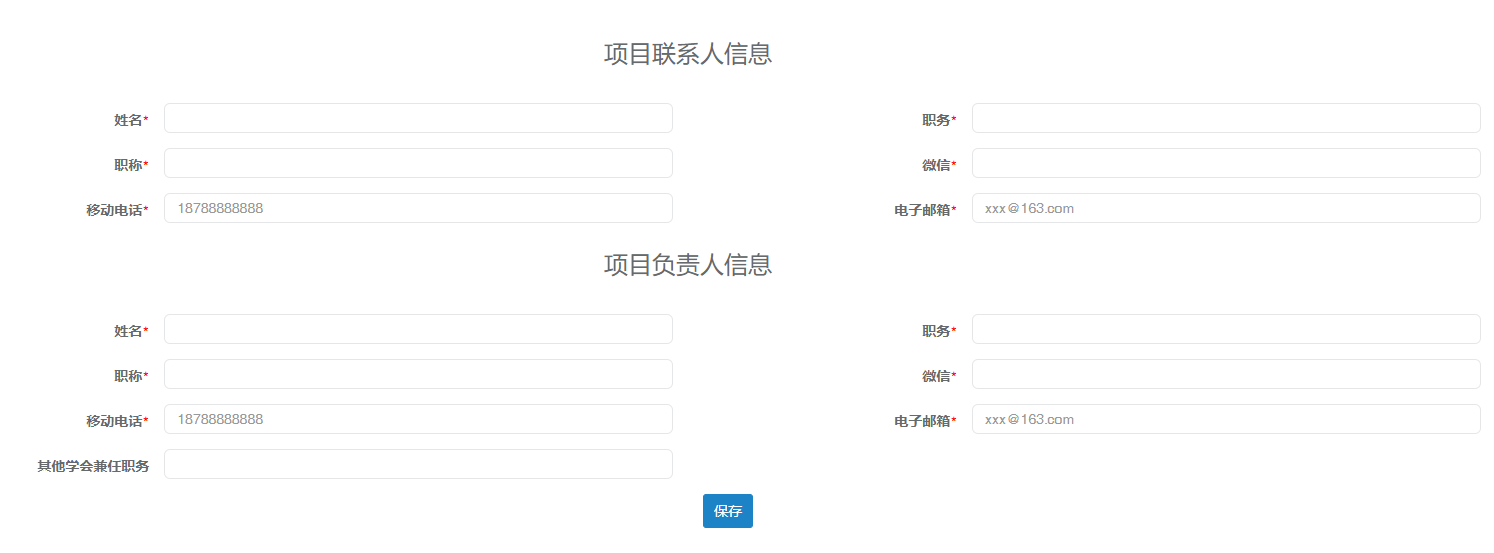 项目联系人信息
姓名* 职务*
职称* 微信*
移动电话* 18788888888 电子邮箱* xxx@163.com
项目负责人信息
姓名* 职务*
职称* 微信*
移动电话* 18788888888 电子邮箱* xxx@163.com
其他学会兼任职务
保存